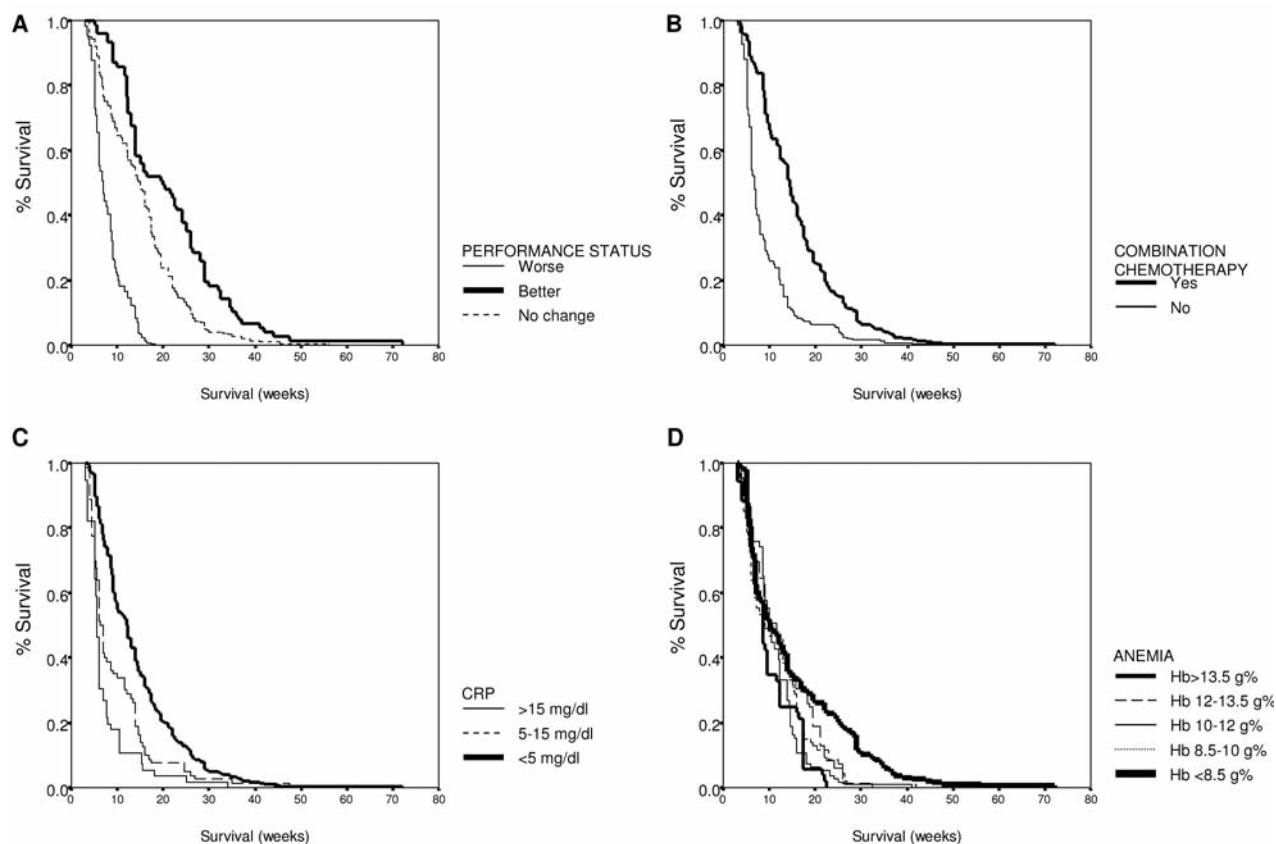 A
1.0
0.8
0.6
0.4
0.2
0.0
% Survival
0 10 20 30 40 50 60 70 80
Survival (weeks)
PERFORMANCE STATUS
Worse
Better
No change
B
1.0
0.8
0.6
0.4
0.2
0.0
% Survival
0 10 20 30 40 50 60 70 80
Survival (weeks)
COMBINATION
CHEMOTHERAPY
Yes
No
C
1.0
0.8
0.6
0.4
0.2
0.0
% Survival
0 10 20 30 40 50 60 70 80
Survival (weeks)
CRP
>15 mg/dl
5-15 mg/dl
<5 mg/dl
D
1.0
0.8
0.6
0.4
0.2
0.0
% Survival
0 10 20 30 40 50 60 70 80
Survival (weeks)
ANEMIA
Hb>13.5 g%
Hb 12-13.5 g%
Hb 10-12 g%
Hb 8.5-10 g%
Hb <8.5 g%